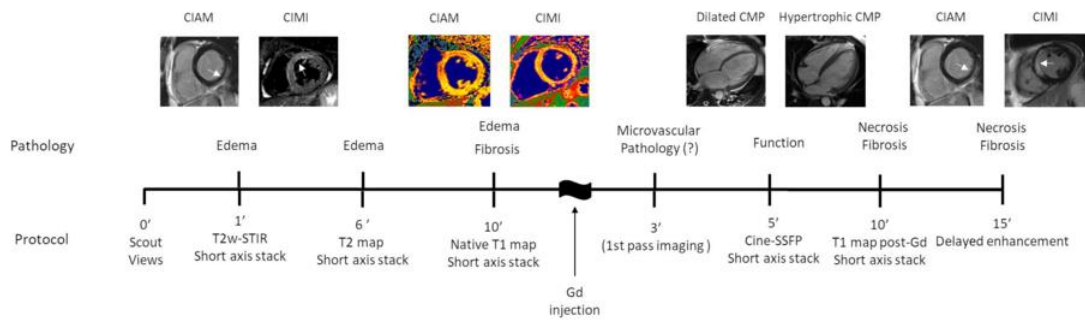 CIAM
CIMI
CIAM
CIMI
Dilated CMP
Hypertrophic CMP
CIAM
CIMI
Pathology
Edema
Edema
Edema
Fibrosis
Microvascular
Pathology (?)
Function
Necrosis
Fibrosis
Necrosis
Fibrosis
Protocol
0’
Scout
Views
1’
T2w-STIR
Short axis stack
6 ’
T2 map
Short axis stack
10’
Native T1 map
Short axis stack
Gd
injection
3’
(1st pass imaging )
5’
Cine-SSFP
Short axis stack
10’
T1 map post-Gd
Short axis stack
15’
Delayed enhancement